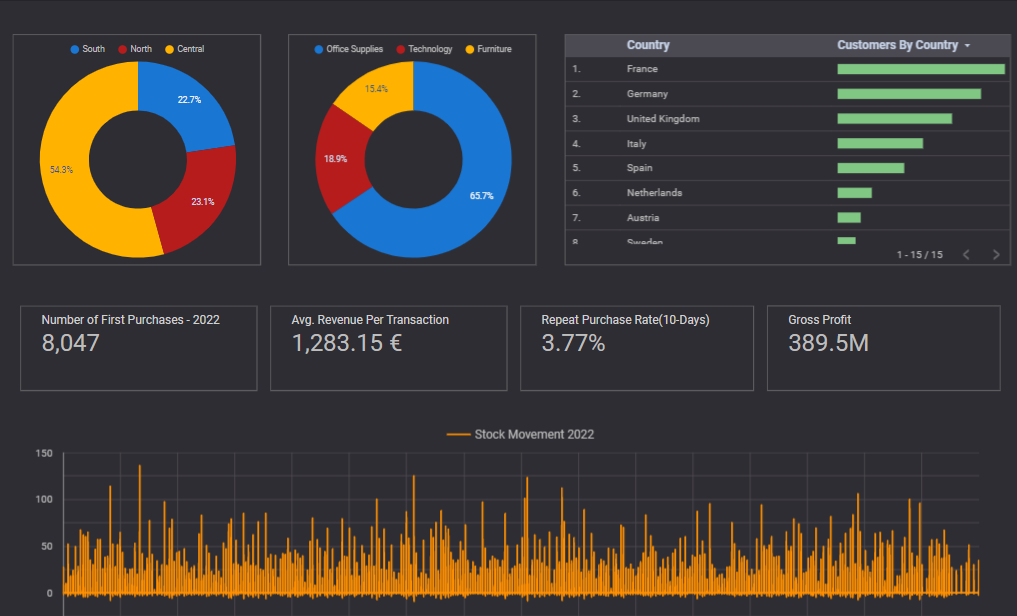 South North Central
22.7%
54.3%
23.1%
Office Supplies Technology Furniture
15.4%
18.9%
65.7%
Country Customers By Country
1. France
2. Germany
3. United Kingdom
4. Italy
5. Spain
6. Netherlands
7. Austria
8. Sweden
1 - 15 / 15
Number of First Purchases - 2022
8,047
Avg. Revenue Per Transaction
1,283.15 €
Repeat Purchase Rate(10-Days)
3.77%
Gross Profit
389.5M
Stock Movement 2022
150
100
50
0